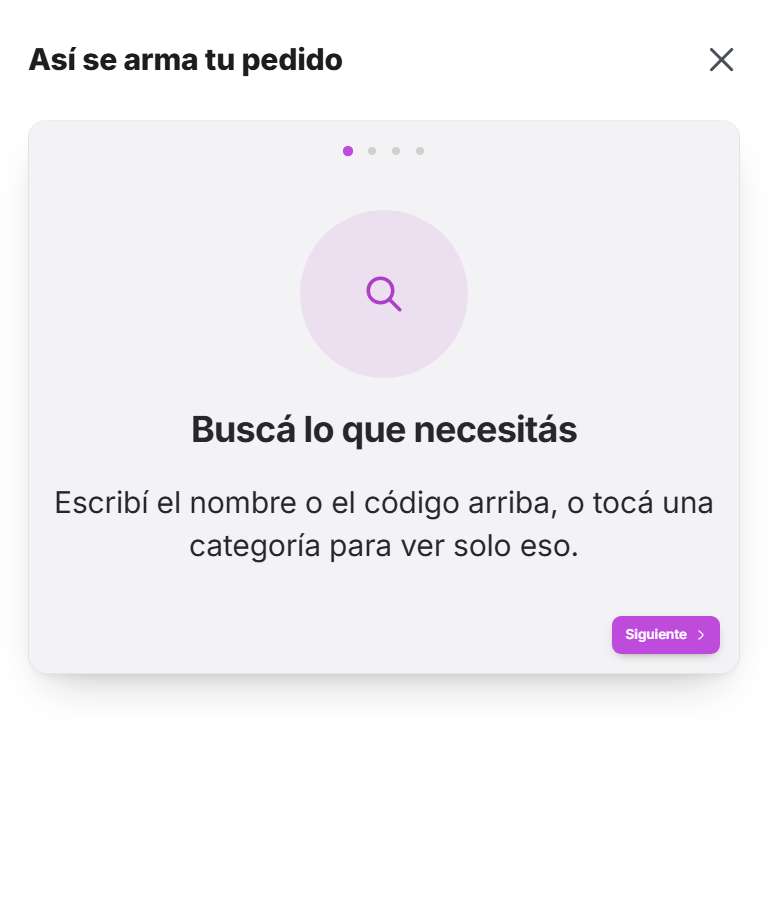 Así se arma tu pedido
Buscá lo que necesitás
Escribí el nombre o el código arriba, o tocá una
categoría para ver solo eso.
Siguiente